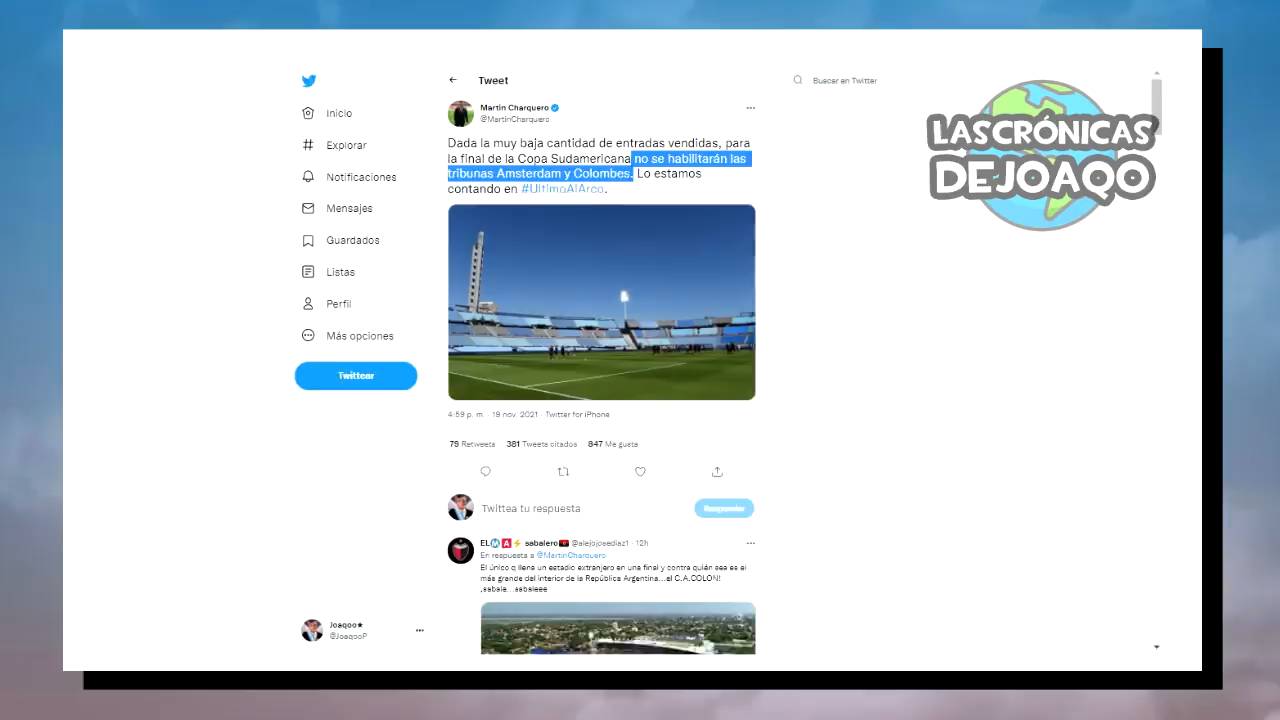 Tweet
Buscar en Twitter
LAS CRÓNICAS
DE JOAQO
Inicio
Explorar
Notificaciones
Mensajes
Guardados
Listas
Perfil
Más opciones
Twittear
Martín Charquero
@MartinCharquero
Dada la muy baja cantidad de entradas vendidas, para
la final de la Copa Sudamericana no se habilitarán las
tribunas Amsterdam y Colombes. Lo estamos
contando en #UltimoAlArco.
4:59 p. m. · 19 nov. 2021 · Twitter for iPhone
79 Retweets 381 Tweets citados 847 Me gusta
Twittea tu respuesta
Responder
EL Ⓜ🅰⚡ sabalero @alejojosediaz1 · 12h
En respuesta a @MartinCharquero
El único q llena un estadio extranjero en una final y contra quién sea es el
más grande del interior de la República Argentina...el C.A.COLON!
,sabale...sabaleee
Joaqoo★
@JoaqooP